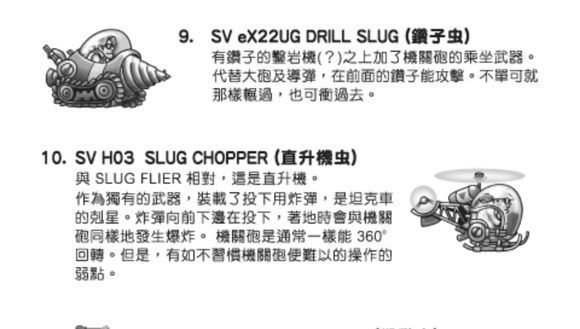 9. SV eX22UG DRILL SLUG (鑽子虫)
有鑽子的鑿岩機(?)之上加了機關砲的乘坐武器。
代替大砲及導彈，在前面的鑽子能攻擊。不單可就
那樣輾過，也可衝過去。
10. SV H03 SLUG CHOPPER (直升機虫)
與 SLUG FLIER 相對，這是直升機。
作為獨有的武器，裝載了投下用炸彈，是坦克車
的剋星。炸彈向前下邊在投下，著地時會與機關
砲同樣地發生爆炸。 機關砲是通常一樣能 360°
回轉。但是，有如不習慣機關砲便難以的操作的
弱點。